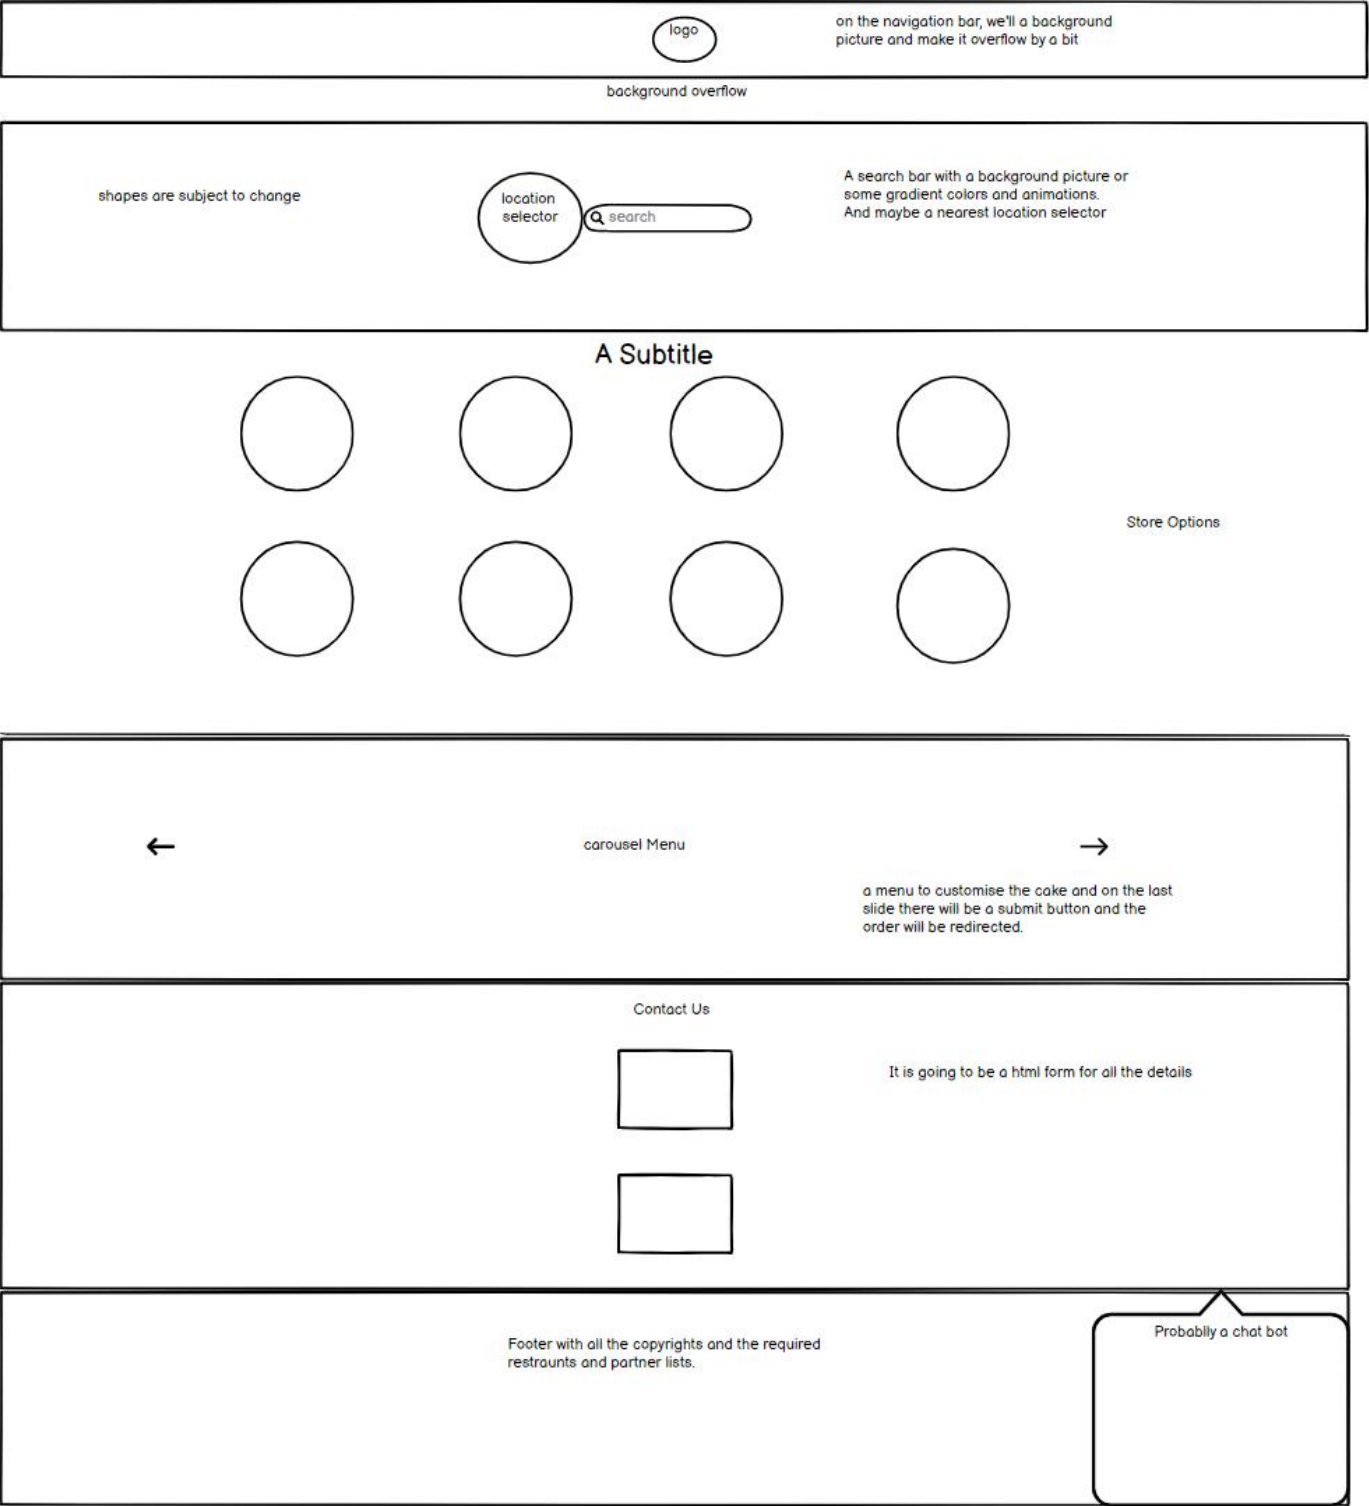 logo
on the navigation bar, we'll a background
picture and make it overflow by a bit
background overflow
shapes are subject to change
location
selector
search
A search bar with a background picture or
some gradient colors and animations.
And maybe a nearest location selector
A Subtitle
Store Options
carousel Menu
a menu to customise the cake and on the last
slide there will be a submit button and the
order will be redirected.
Contact Us
It is going to be a html form for all the details
Footer with all the copyrights and the required
restraunts and partner lists.
Probablly a chat bot